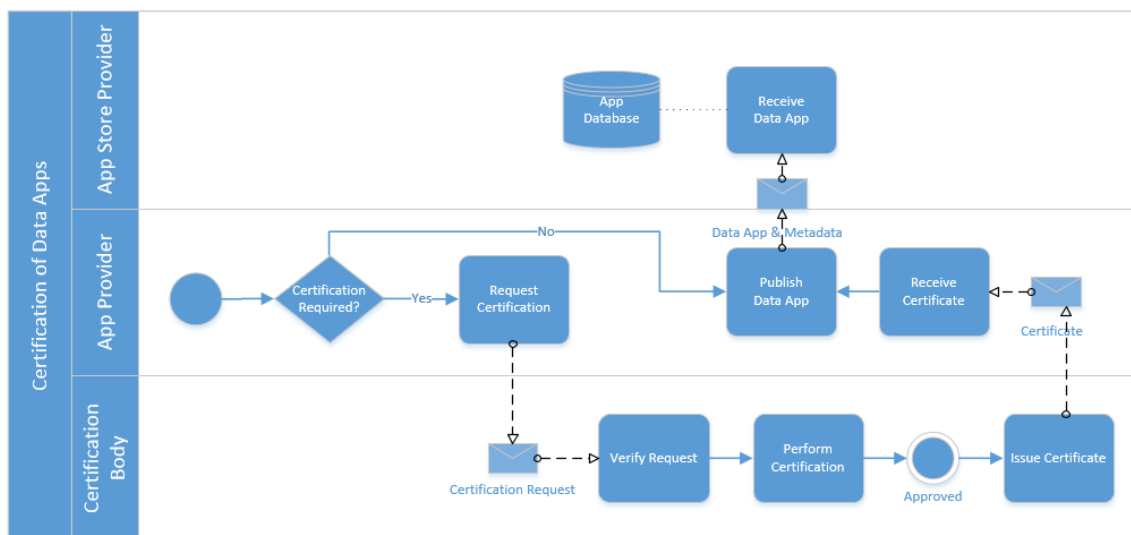 Certification of Data Apps
App Store Provider
App
Database
Receive
Data App
Data App & Metadata
App Provider
No
Certification
Required?
Yes
Request
Certification
Publish
Data App
Receive
Certificate
Certificate
Certification
Body
Certification Request
Verify Request
Perform
Certification
Approved
Issue Certificate